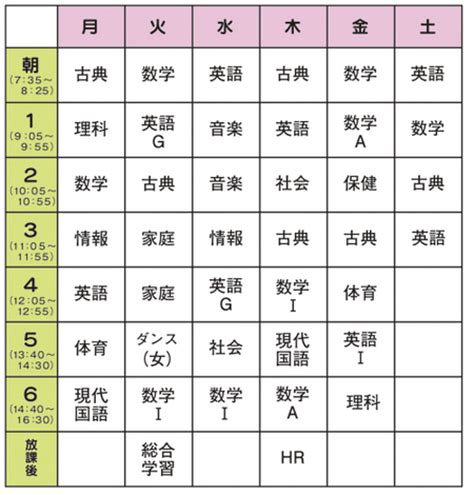 月 火 水 木 金 土
朝 古典 数学 英語 古典 数学 英語
(7:35～
8:25)
1 理科 英語 音楽 英語 数学 数学
(9:05～ G A
9:55)
2 数学 古典 音楽 社会 保健 古典
(10:05～
10:55)
3 情報 家庭 情報 古典 古典 英語
(11:05～
11:55)
4 英語 家庭 英語 数学 体育
(12:05～ G I
12:55)
5 体育 ダンス 社会 現代 英語
(13:40～ (女) 国語 I
14:30)
6 現代 数学 数学 数学 理科
(14:40～ 国語 I I A
16:30)
放課後 総合 HR
学習